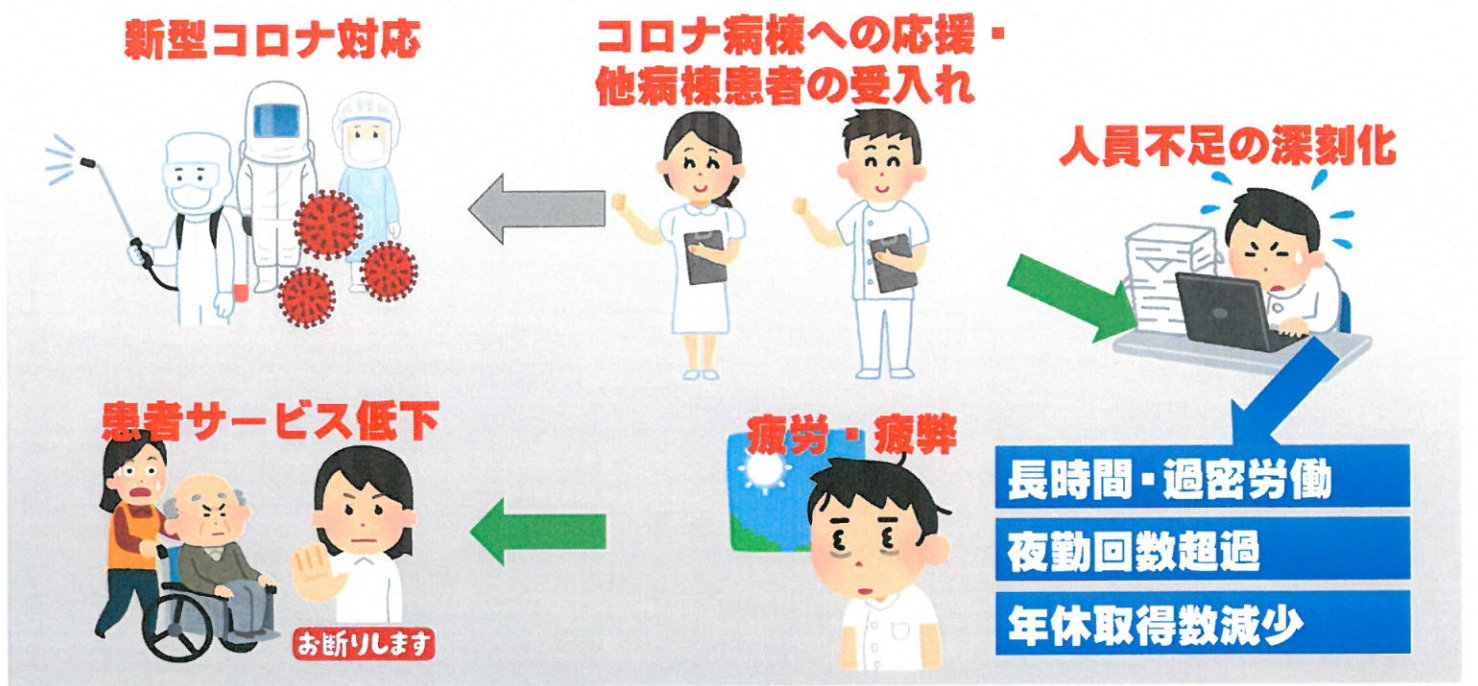 新型コロナ対応
コロナ病棟への応援・
他病棟患者の受入れ
人員不足の深刻化
長時間・過密労働
夜勤回数超過
年休取得数減少
疲労・疲弊
患者サービス低下
お断りします